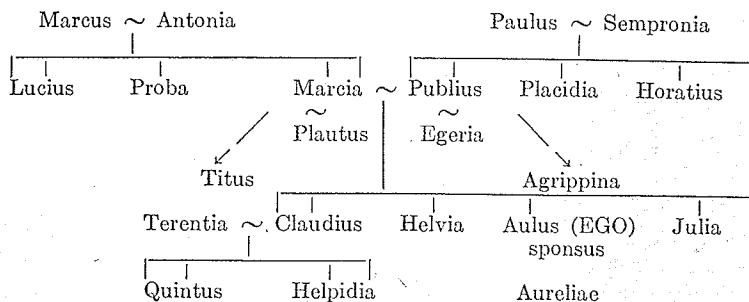 Marcus ~ Antonia Paulus ~ Sempronia
Lucius Proba Marcia ~ Publius Placidia Horatius
~ ~
Plautus Egeria
Titus Agrippina
Terentia ~ Claudius Helvia Aulus (EGO) Julia
sponsus
Quintus Helpidia Aureliae